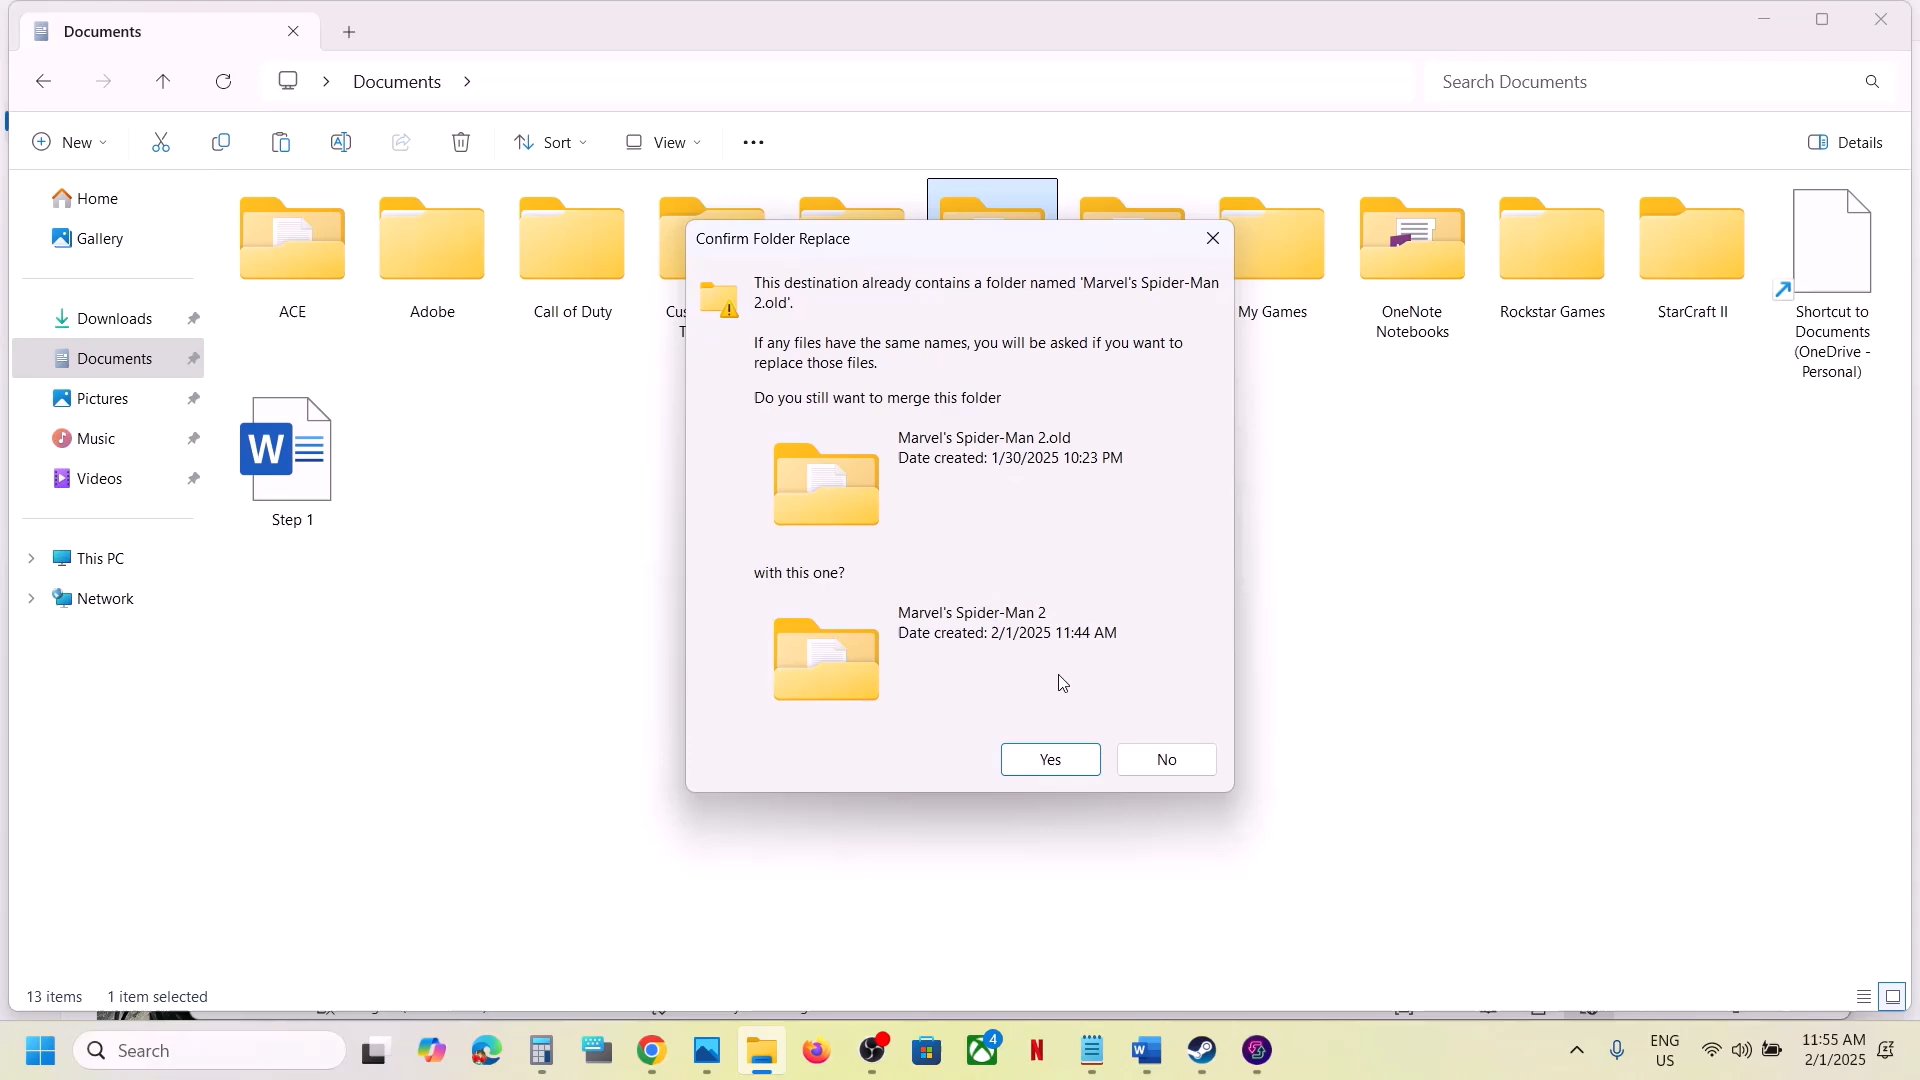 Documents
Documents
Search Documents
New
Sort
View
Details
Home
Gallery
Downloads
Documents
Pictures
Music
Videos
This PC
Network
ACE
Adobe
Call of Duty
My Games
OneNote
Notebooks
Rockstar Games
StarCraft II
Shortcut to
Documents
(OneDrive -
Personal)
W
Step 1
Confirm Folder Replace
This destination already contains a folder named 'Marvel's Spider-Man
2.old'.
If any files have the same names, you will be asked if you want to
replace those files.
Do you still want to merge this folder
Marvel's Spider-Man 2.old
Date created: 1/30/2025 10:23 PM
with this one?
Marvel's Spider-Man 2
Date created: 2/1/2025 11:44 AM
Yes
No
13 items
1 item selected
Search
4
N
W
ENG
US
11:55 AM
2/1/2025